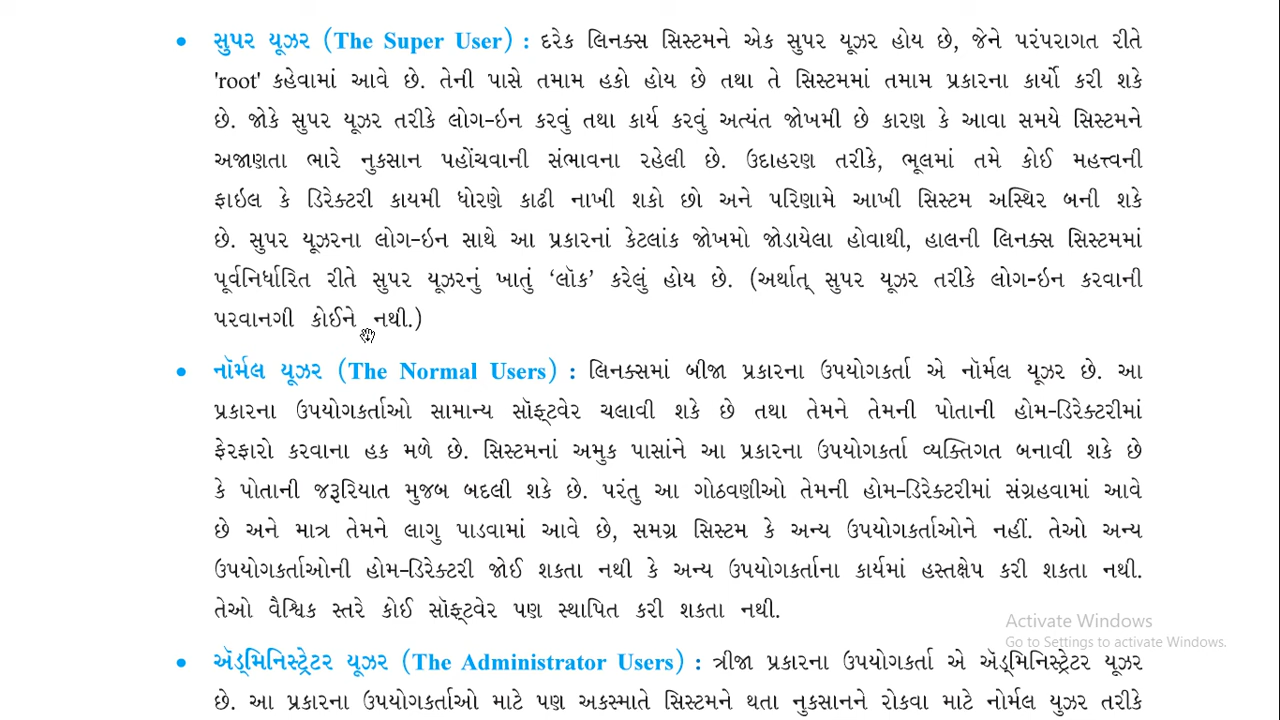 • સુપર યૂઝર (The Super User) : દરેક લિનક્સ સિસ્ટમને એક સુપર યૂઝર હોય છે, જેને પરંપરાગત રીતે
'root' કહેવામાં આવે છે. તેની પાસે તમામ હકો હોય છે તથા તે સિસ્ટમમાં તમામ પ્રકારના કાર્યો કરી શકે
છે. જોકે સુપર યૂઝર તરીકે લોગ-ઇન કરવું તથા કાર્ય કરવું અત્યંત જોખમી છે કારણ કે આવા સમયે સિસ્ટમને
અજાણતા ભારે નુકસાન પહોંચવાની સંભાવના રહેલી છે. ઉદાહરણ તરીકે, ભૂલમાં તમે કોઈ મહત્ત્વની
ફાઇલ કે ડિરેક્ટરી કાયમી ધોરણે કાઢી નાખી શકો છો અને પરિણામે આખી સિસ્ટમ અસ્થિર બની શકે
છે. સુપર યૂઝરના લોગ-ઇન સાથે આ પ્રકારનાં કેટલાંક જોખમો જોડાયેલા હોવાથી, હાલની લિનક્સ સિસ્ટમમાં
પૂર્વનિર્ધારિત રીતે સુપર યૂઝરનું ખાતું ‘લૉક’ કરેલું હોય છે. (અર્થાત્ સુપર યૂઝર તરીકે લોગ-ઇન કરવાની
પરવાનગી કોઈને નથી.)
• નૉર્મલ યૂઝર (The Normal Users) : લિનક્સમાં બીજા પ્રકારના ઉપયોગકર્તા એ નૉર્મલ યૂઝર છે. આ
પ્રકારના ઉપયોગકર્તાઓ સામાન્ય સૉફ્ટવેર ચલાવી શકે છે તથા તેમને તેમની પોતાની હોમ-ડિરેક્ટરીમાં
ફેરફારો કરવાના હક મળે છે. સિસ્ટમનાં અમુક પાસાંને આ પ્રકારના ઉપયોગકર્તા વ્યક્તિગત બનાવી શકે છે
કે પોતાની જરૂરિયાત મુજબ બદલી શકે છે. પરંતુ આ ગોઠવણીઓ તેમની હોમ-ડિરેક્ટરીમાં સંગ્રહવામાં આવે
છે અને માત્ર તેમને લાગુ પાડવામાં આવે છે, સમગ્ર સિસ્ટમ કે અન્ય ઉપયોગકર્તાઓને નહીં. તેઓ અન્ય
ઉપયોગકર્તાઓની હોમ-ડિરેક્ટરી જોઈ શકતા નથી કે અન્ય ઉપયોગકર્તાના કાર્યમાં હસ્તક્ષેપ કરી શકતા નથી.
તેઓ વૈશ્વિક સ્તરે કોઈ સૉફ્ટવેર પણ સ્થાપિત કરી શકતા નથી.
Activate Windows
Go to Settings to activate Windows.
• ઍડ્મિનિસ્ટ્રેટર યૂઝર (The Administrator Users) : ત્રીજા પ્રકારના ઉપયોગકર્તા એ ઍડ્મિનિસ્ટ્રેટર યૂઝર
છે. આ પ્રકારના ઉપયોગકર્તાઓ માટે પણ અકસ્માતે સિસ્ટમને થતા નુકસાનને રોકવા માટે નોર્મલ યુઝર તરીકે